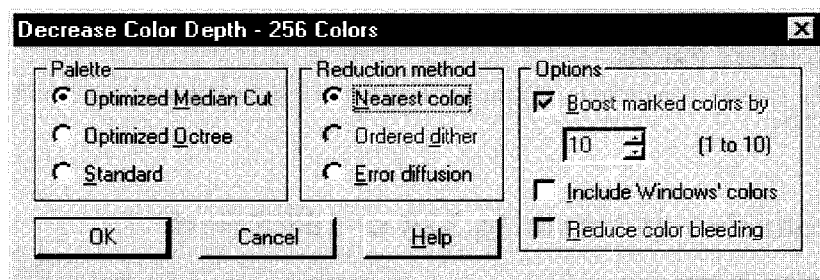 Decrease Color Depth - 256 Colors
Palette
Optimized Median Cut
Optimized Octree
Standard
Reduction method
Nearest color
Ordered dither
Error diffusion
Options
Boost marked colors by
10 (1 to 10)
Include Windows' colors
Reduce color bleeding
OK Cancel Help